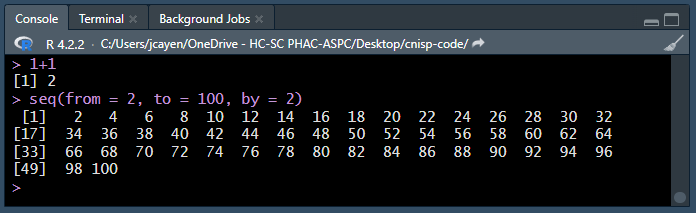 Console Terminal × Background Jobs ×
R 4.2.2 · C:/Users/jcayen/OneDrive - HC-SC PHAC-ASPC/Desktop/cnisp-code/
> 1+1
[1] 2
> seq(from = 2, to = 100, by = 2)
 [1]   2   4   6   8  10  12  14  16  18  20  22  24  26  28  30  32
[17]  34  36  38  40  42  44  46  48  50  52  54  56  58  60  62  64
[33]  66  68  70  72  74  76  78  80  82  84  86  88  90  92  94  96
[49]  98 100
>